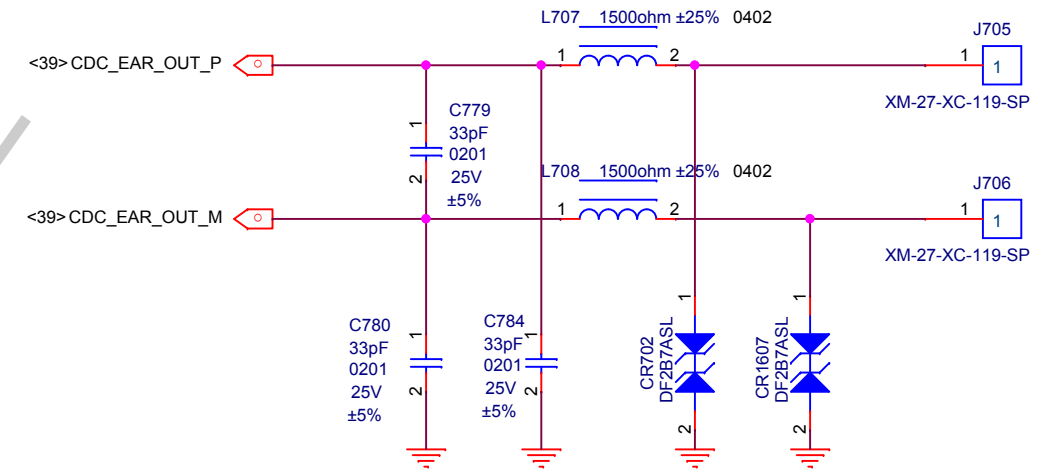 L707 1500ohm ±25% 0402
J705
<39> CDC_EAR_OUT_P
1 2
1
1
XM-27-XC-119-SP
C779
33pF
0201
25V
±5%
1
2
L708 1500ohm ±25% 0402
J706
<39> CDC_EAR_OUT_M
1 2
1
1
XM-27-XC-119-SP
C780
33pF
0201
25V
±5%
1
2
C784
33pF
0201
25V
±5%
1
2
CR702
DF2B7ASL
1
2
CR1607
DF2B7ASL
1
2